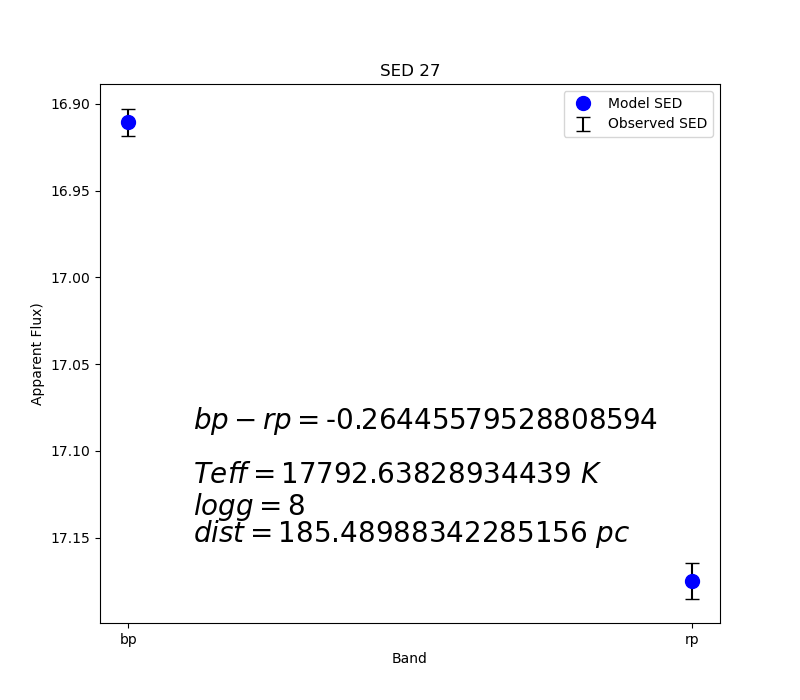 SED 27
Model SED
Observed SED
16.90
16.95
17.00
17.05
17.10
17.15
Apparent Flux)
bp − rp = -0.26445579528808594
Teff = 17792.63828934439 K
logg = 8
dist = 185.48988342285156 pc
bp
rp
Band